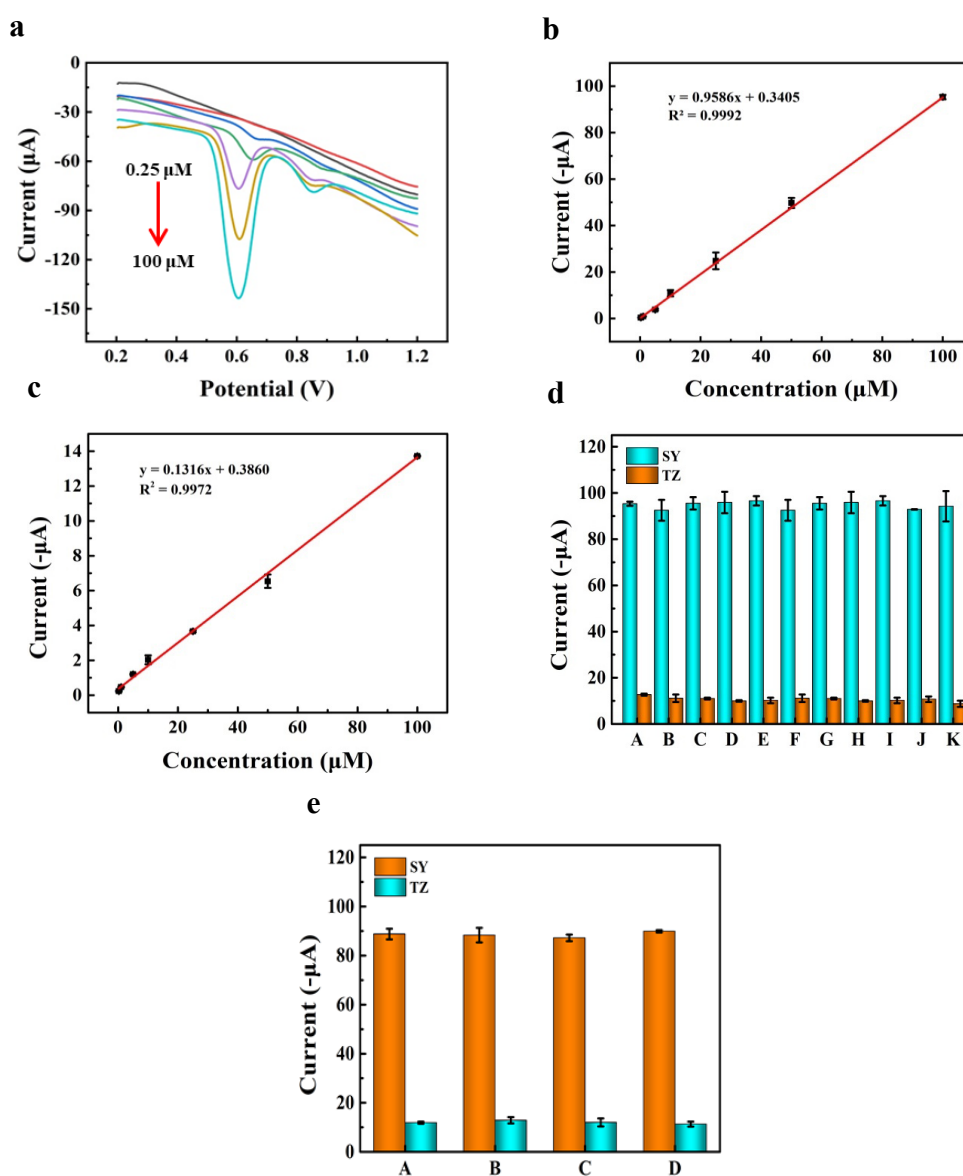 a
0
-30
-60
-90
-120
-150
Current (µA)
0.25 µM
100 µM
0.2 0.4 0.6 0.8 1.0 1.2
Potential (V)
b
100
80
60
40
20
0
Current (-µA)
y = 0.9586x + 0.3405
R² = 0.9992
0 20 40 60 80 100
Concentration (µM)
c
14
12
10
8
6
4
2
0
Current (-µA)
y = 0.1316x + 0.3860
R² = 0.9972
0 20 40 60 80 100
Concentration (µM)
d
120
100
80
60
40
20
0
Current (-µA)
SY
TZ
A B C D E F G H I J K
e
120
100
80
60
40
20
0
Current (-µA)
SY
TZ
A B C D